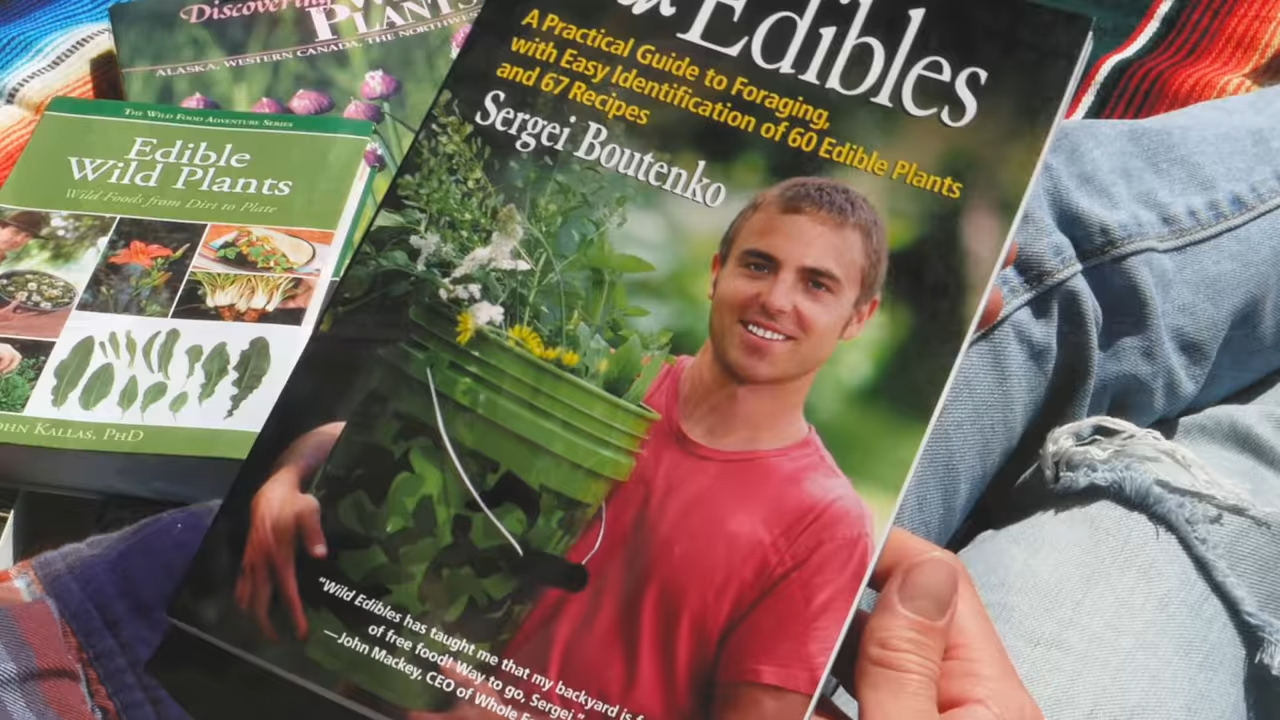 Discovering
PLANTS
ALASKA, WESTERN CANADA, THE NORTHWEST
THE WILD FOOD ADVENTURE SERIES
Edible
Wild Plants
Wild Foods from Dirt to Plate
JOHN KALLAS, PHD
Edibles
A Practical Guide to Foraging,
with Easy Identification of 60 Edible Plants
and 67 Recipes
Sergei Boutenko
"Wild Edibles has taught me that my backyard is
of free food! Way to go, Sergei."
—John Mackey, CEO of Whole